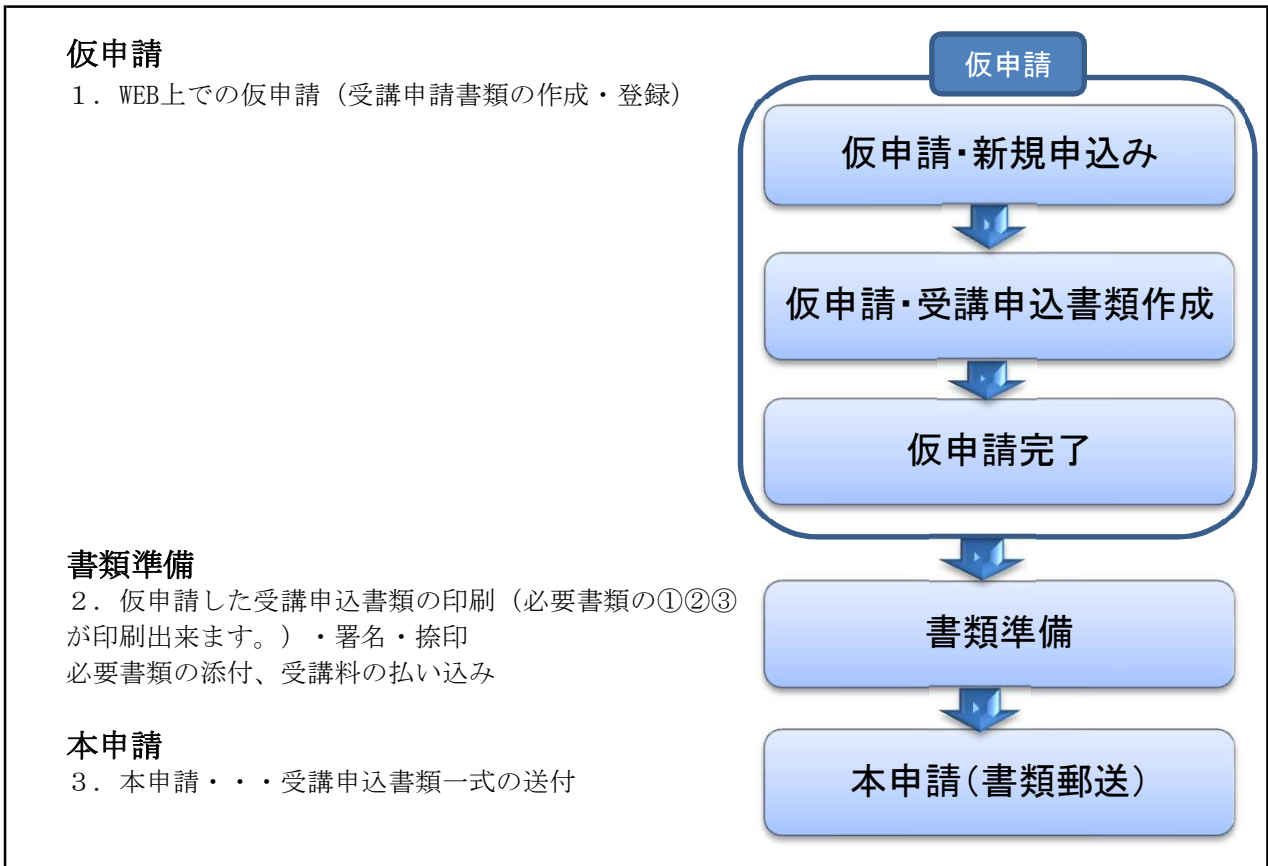 仮申請
１．WEB上での仮申請（受講申請書類の作成・登録）
書類準備
２．仮申請した受講申込書類の印刷（必要書類の①②③
が印刷出来ます。）・署名・捺印
必要書類の添付、受講料の払い込み
本申請
３．本申請・・・受講申込書類一式の送付
仮申請
仮申請･新規申込み
仮申請･受講申込書類作成
仮申請完了
書類準備
本申請（書類郵送）